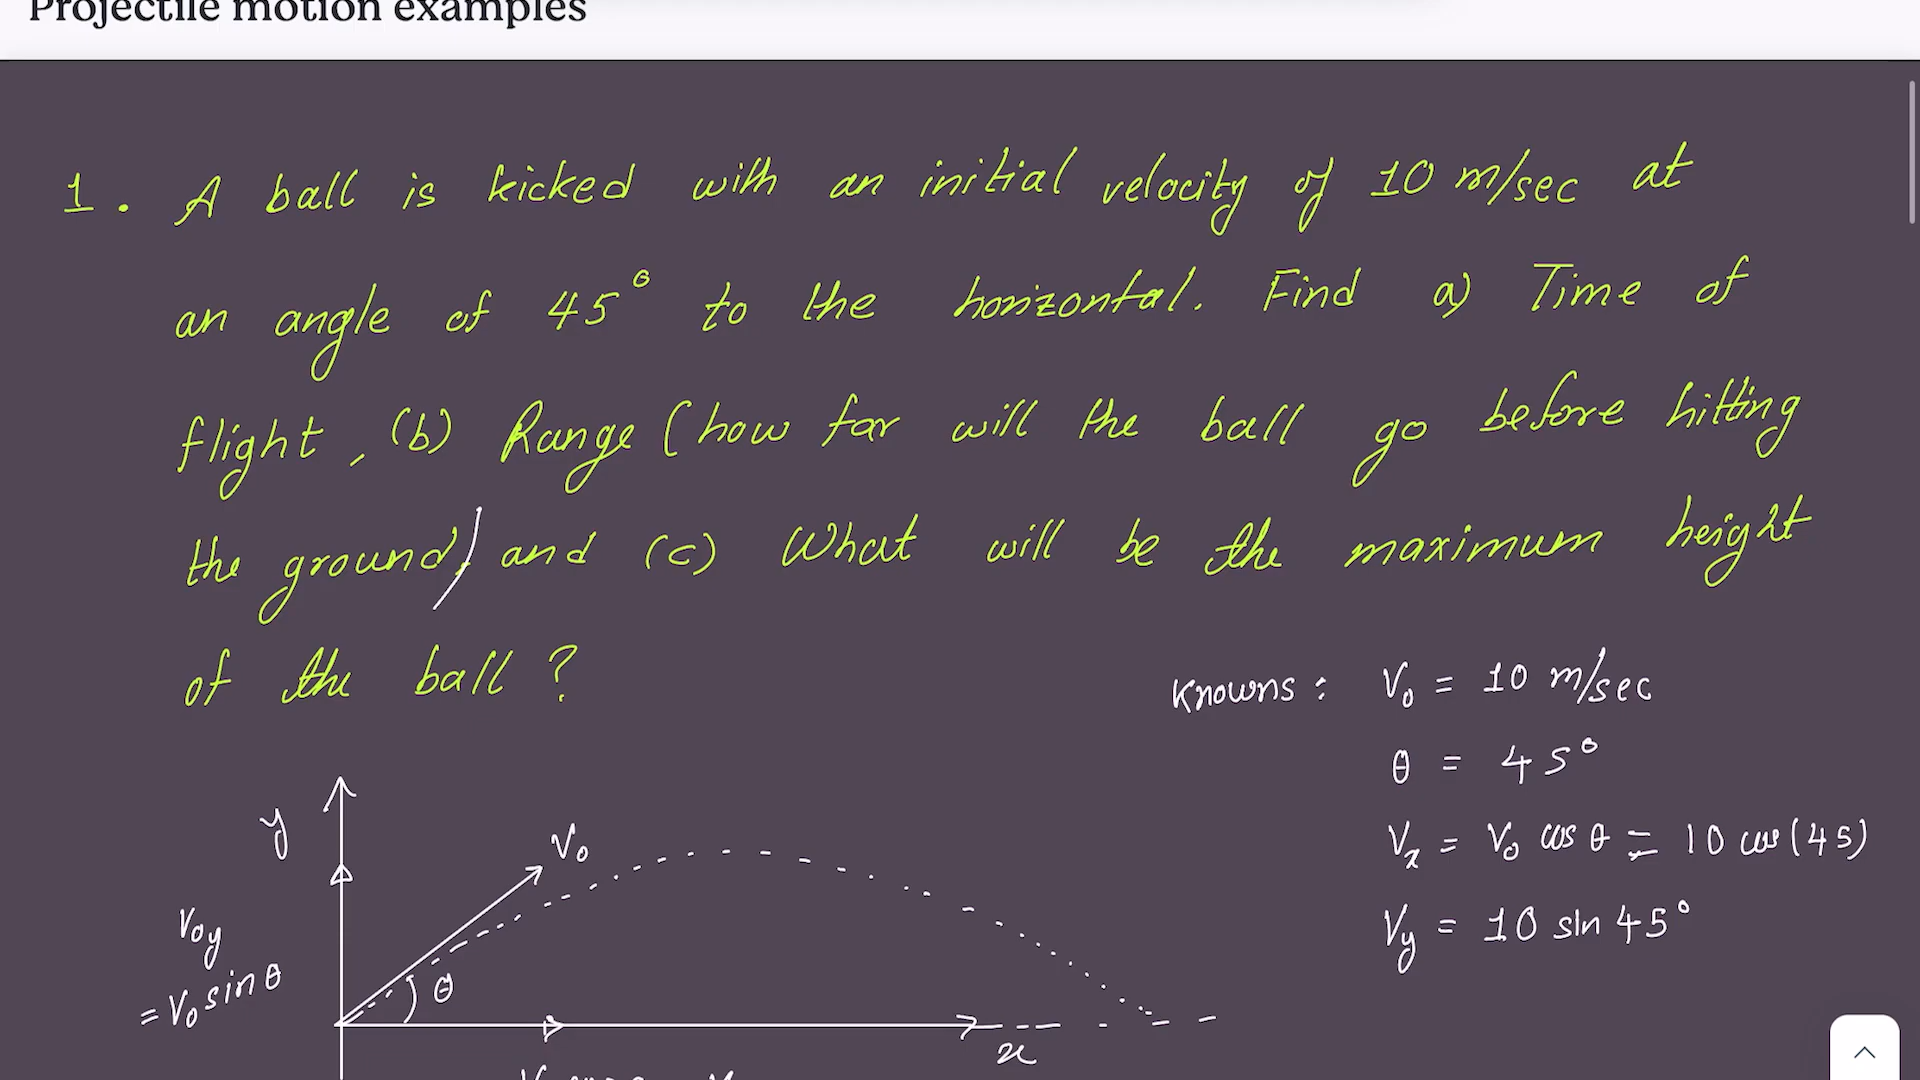 Projectile motion examples
1. A ball is kicked with an initial velocity of 10 m/sec at
an angle of 45° to the horizontal. Find a) Time of
flight, (b) Range (how far will the ball go before hitting
the ground) and (c) What will be the maximum height
of the ball ?
Knowns : V₀ = 10 m/sec
θ = 45°
Vₓ = V₀ cos θ = 10 cos(45)
V_y = 10 sin 45°
y
V₀
V₀y
= V₀ sin θ
θ
x